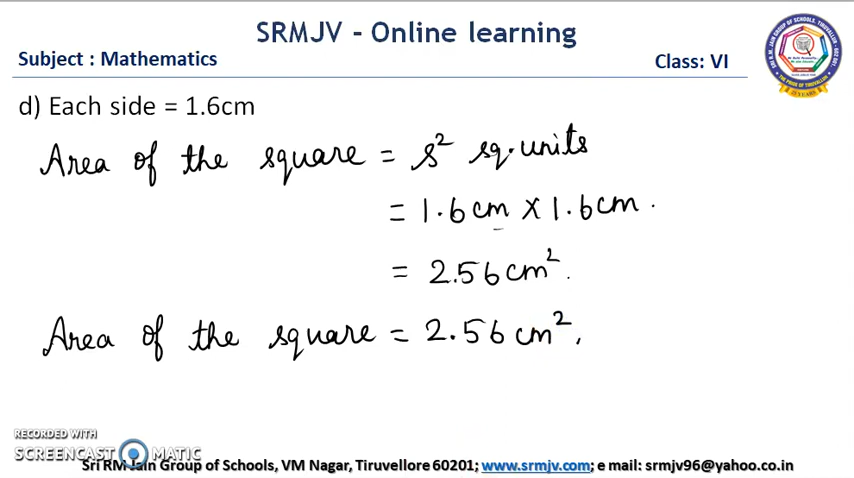 SRMJV - Online learning
Subject : Mathematics
Class: VI
d) Each side = 1.6cm
Area of the square = s² sq. units
= 1.6cm x 1.6cm.
= 2.56cm².
Area of the square = 2.56 cm².
RECORDED WITH
SCREENCAST MATIC
Sri RM Jain Group of Schools, VM Nagar, Tiruvellore 60201; www.srmjv.com; e mail: srmjv96@yahoo.co.in